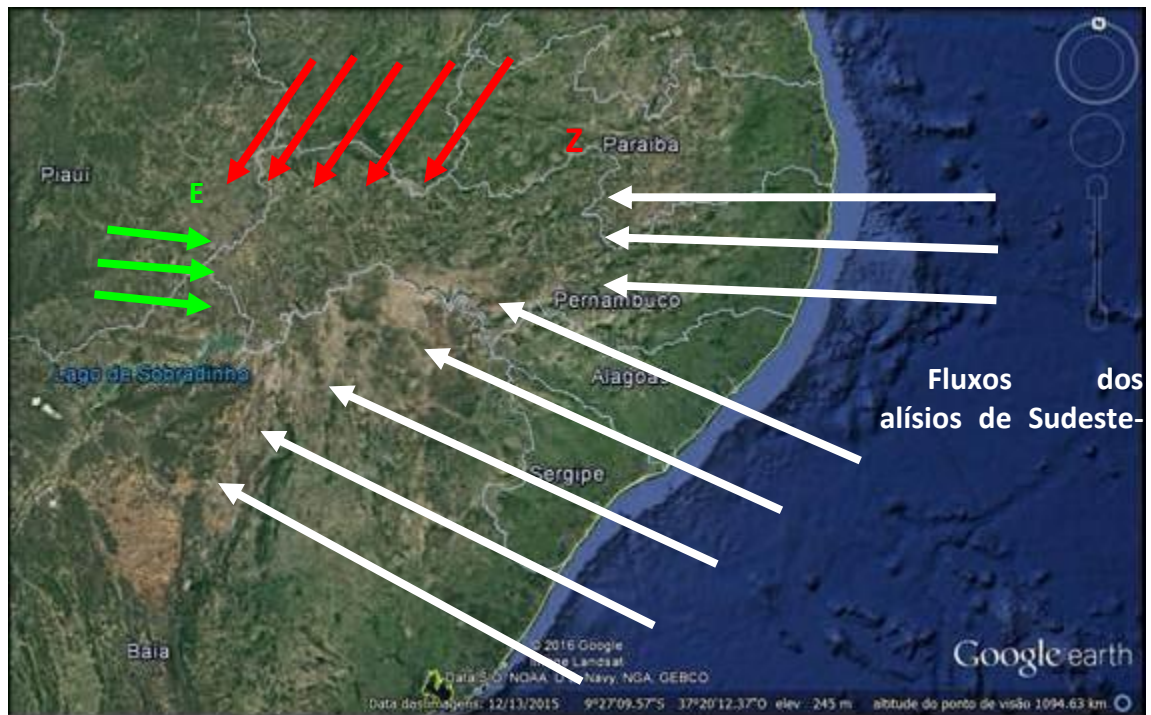 N
Z Paraíba
Piauí
E
Pernambuco
Lago de Sobradinho
Alagoas
Fluxos dos
alísios de Sudeste-
Sergipe
Baía
© 2016 Google
Image Landsat
Data SIO, NOAA, U.S. Navy, NGA, GEBCO
Google earth
Data das imagens: 12/13/2015 9°27'09.57"S 37°20'12.37"O elev 245 m altitude do ponto de visão 1094.63 km